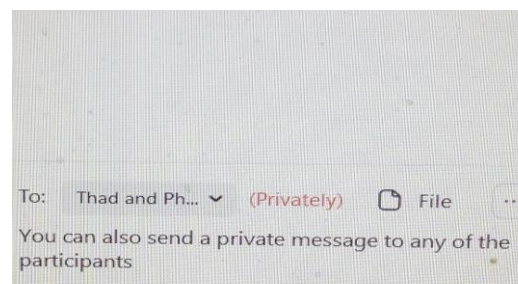 To: Thad and Ph... (Privately) File ..
You can also send a private message to any of the
participants